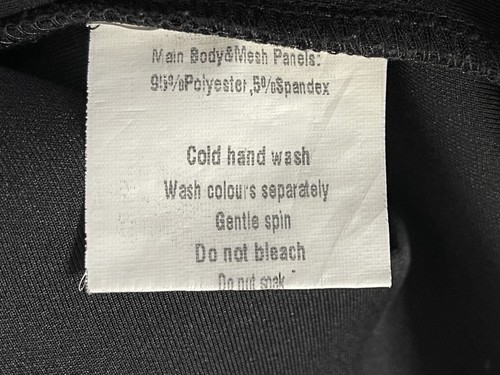 Main Body&Mesh Panels:
95%Polyester,5%Spandex
Cold hand wash
Wash colours separately
Gentle spin
Do not bleach
Do not soak